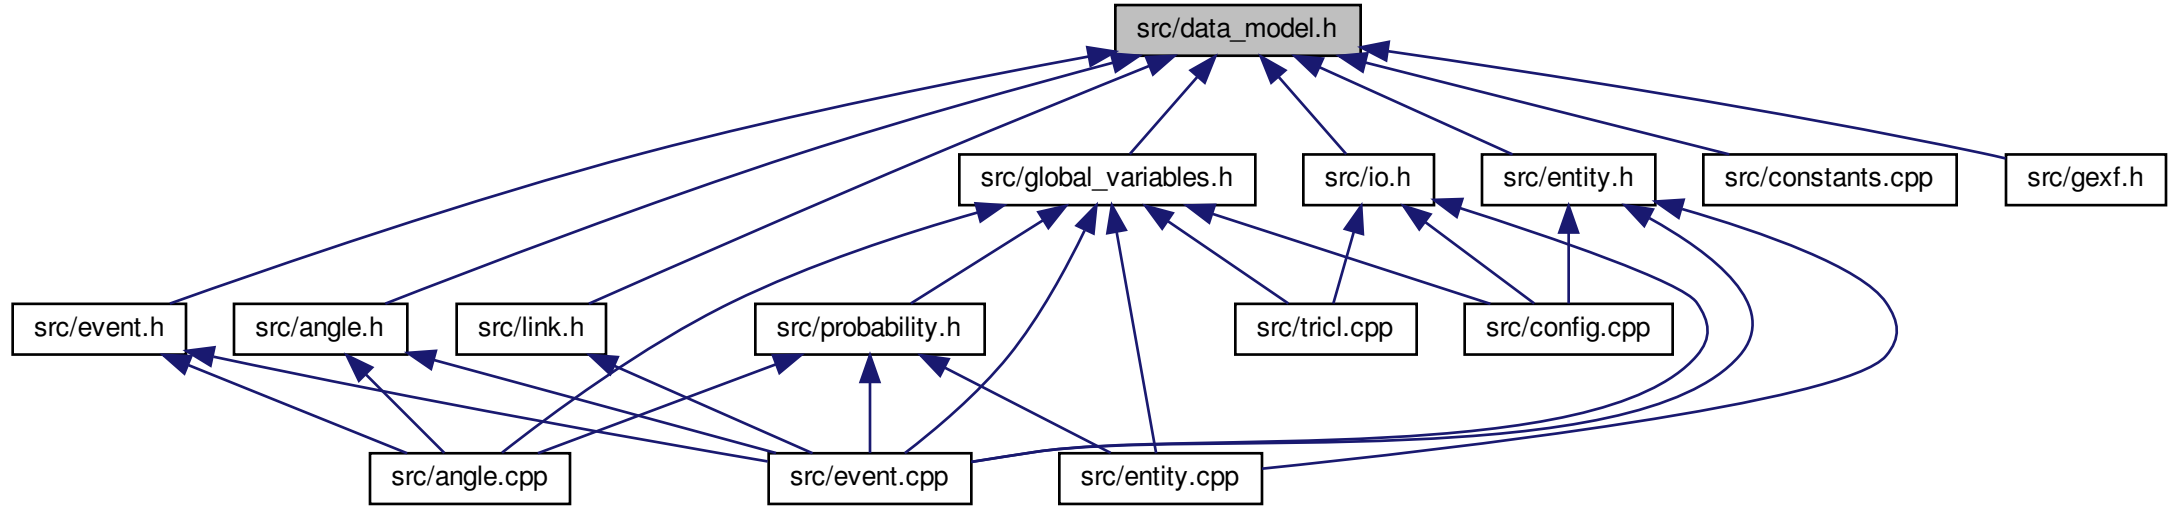 src/data_model.h
src/global_variables.h
src/io.h
src/entity.h
src/constants.cpp
src/gexf.h
src/event.h
src/angle.h
src/link.h
src/probability.h
src/tricl.cpp
src/config.cpp
src/angle.cpp
src/event.cpp
src/entity.cpp